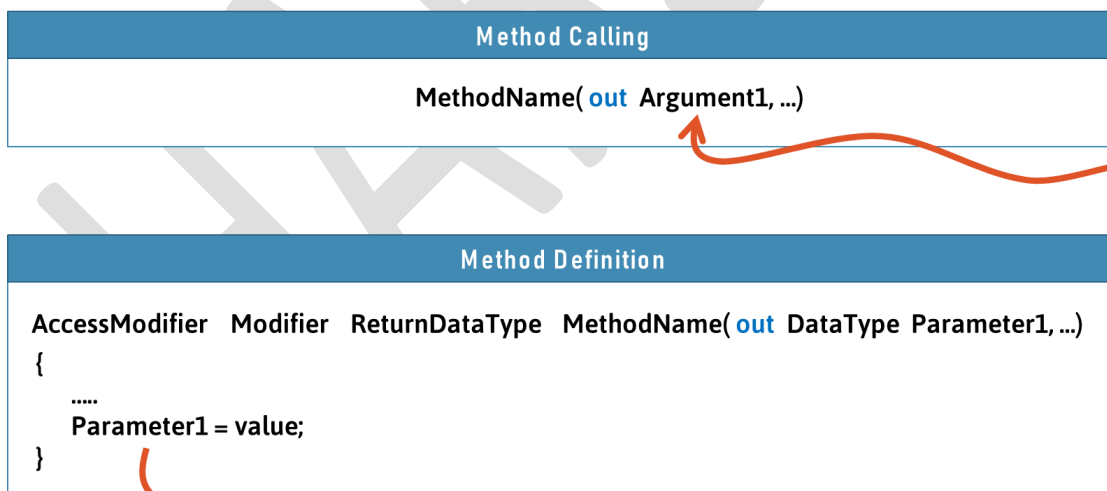 Method Calling
MethodName( out Argument1, ...)
Method Definition
AccessModifier Modifier ReturnDataType MethodName( out DataType Parameter1, ...)
{
.....
Parameter1 = value;
}